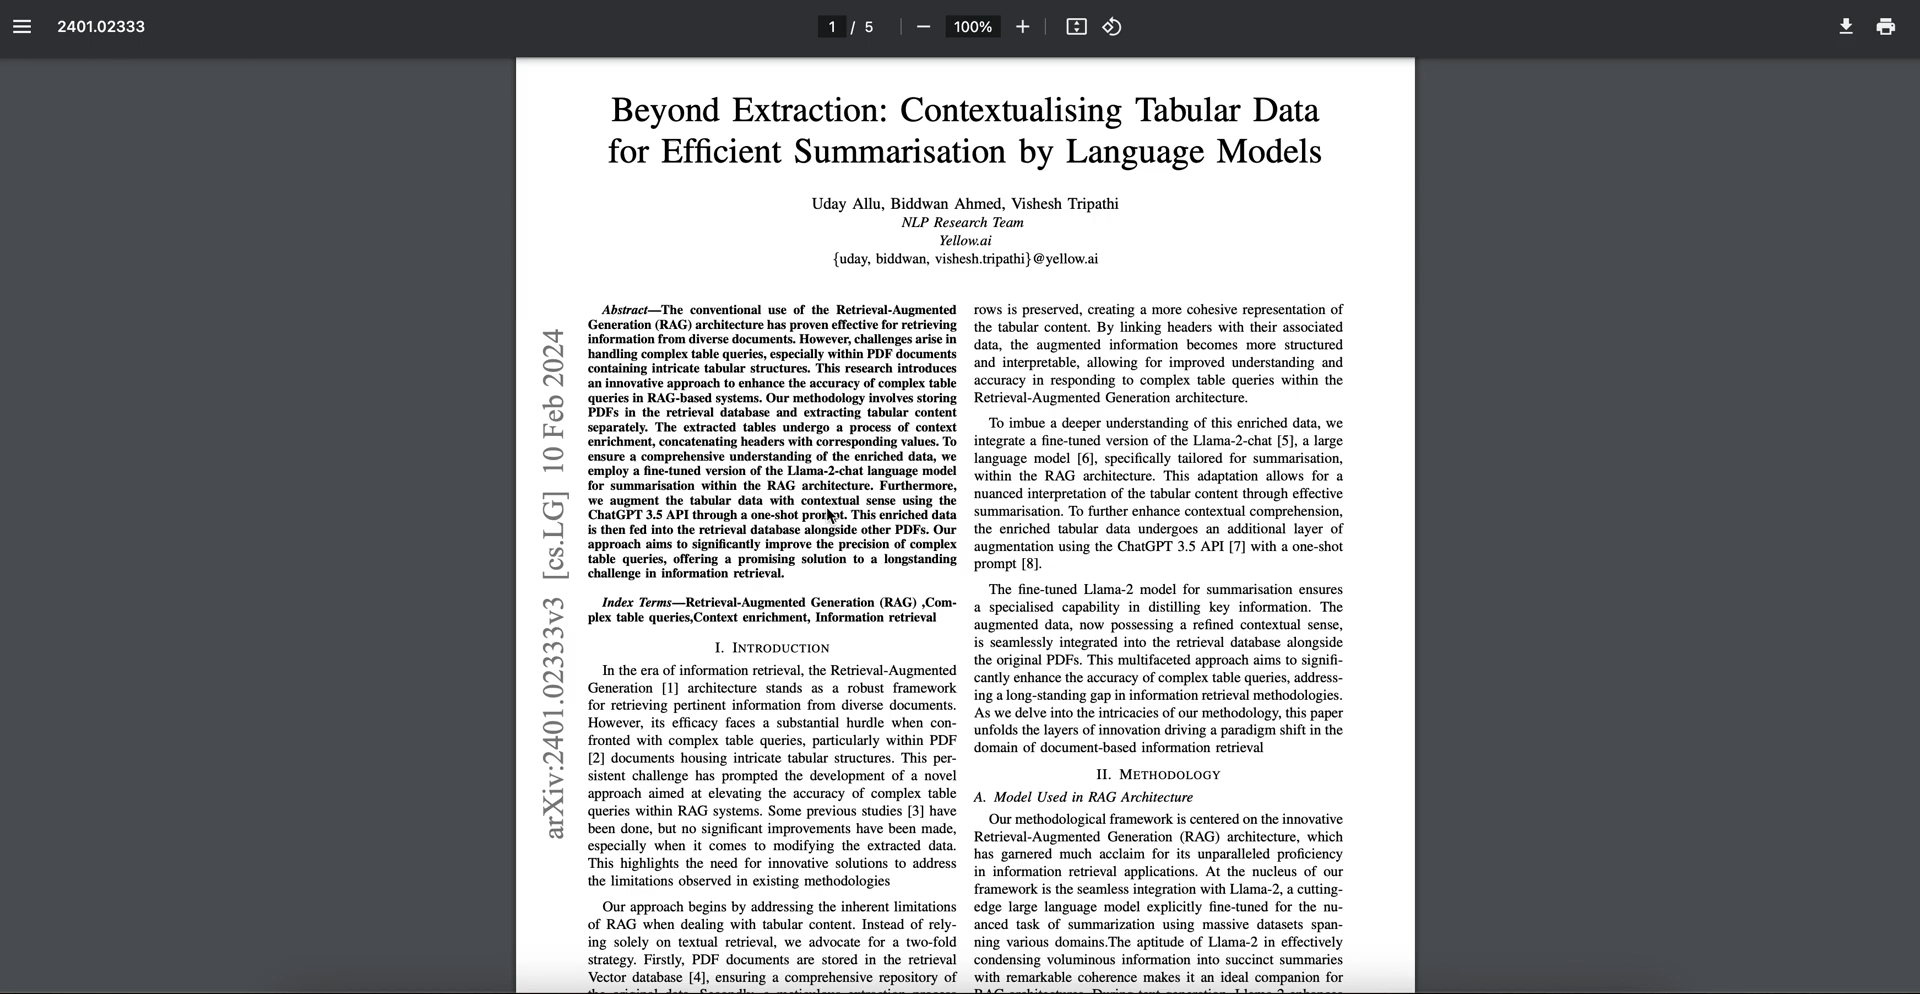 2401.02333
1 / 5
100%
Beyond Extraction: Contextualising Tabular Data
for Efficient Summarisation by Language Models
Uday Allu, Biddwan Ahmed, Vishesh Tripathi
NLP Research Team
Yellow.ai
{uday, biddwan, vishesh.tripathi}@yellow.ai
arXiv:2401.02333v3 [cs.LG] 10 Feb 2024
Abstract—The conventional use of the Retrieval-Augmented
Generation (RAG) architecture has proven effective for retrieving
information from diverse documents. However, challenges arise in
handling complex table queries, especially within PDF documents
containing intricate tabular structures. This research introduces
an innovative approach to enhance the accuracy of complex table
queries in RAG-based systems. Our methodology involves storing
PDFs in the retrieval database and extracting tabular content
separately. The extracted tables undergo a process of context
enrichment, concatenating headers with corresponding values. To
ensure a comprehensive understanding of the enriched data, we
employ a fine-tuned version of the Llama-2-chat language model
for summarisation within the RAG architecture. Furthermore,
we augment the tabular data with contextual sense using the
ChatGPT 3.5 API through a one-shot prompt. This enriched data
is then fed into the retrieval database alongside other PDFs. Our
approach aims to significantly improve the precision of complex
table queries, offering a promising solution to a longstanding
challenge in information retrieval.
Index Terms—Retrieval-Augmented Generation (RAG) ,Com-
plex table queries,Context enrichment, Information retrieval
I. INTRODUCTION
In the era of information retrieval, the Retrieval-Augmented
Generation [1] architecture stands as a robust framework
for retrieving pertinent information from diverse documents.
However, its efficacy faces a substantial hurdle when con-
fronted with complex table queries, particularly within PDF
[2] documents housing intricate tabular structures. This per-
sistent challenge has prompted the development of a novel
approach aimed at elevating the accuracy of complex table
queries within RAG systems. Some previous studies [3] have
been done, but no significant improvements have been made,
especially when it comes to modifying the extracted data.
This highlights the need for innovative solutions to address
the limitations observed in existing methodologies
Our approach begins by addressing the inherent limitations
of RAG when dealing with tabular content. Instead of rely-
ing solely on textual retrieval, we advocate for a two-fold
strategy. Firstly, PDF documents are stored in the retrieval
Vector database [4], ensuring a comprehensive repository of
rows is preserved, creating a more cohesive representation of
the tabular content. By linking headers with their associated
data, the augmented information becomes more structured
and interpretable, allowing for improved understanding and
accuracy in responding to complex table queries within the
Retrieval-Augmented Generation architecture.
To imbue a deeper understanding of this enriched data, we
integrate a fine-tuned version of the Llama-2-chat [5], a large
language model [6], specifically tailored for summarisation,
within the RAG architecture. This adaptation allows for a
nuanced interpretation of the tabular content through effective
summarisation. To further enhance contextual comprehension,
the enriched tabular data undergoes an additional layer of
augmentation using the ChatGPT 3.5 API [7] with a one-shot
prompt [8].
The fine-tuned Llama-2 model for summarisation ensures
a specialised capability in distilling key information. The
augmented data, now possessing a refined contextual sense,
is seamlessly integrated into the retrieval database alongside
the original PDFs. This multifaceted approach aims to signifi-
cantly enhance the accuracy of complex table queries, address-
ing a long-standing gap in information retrieval methodologies.
As we delve into the intricacies of our methodology, this paper
unfolds the layers of innovation driving a paradigm shift in the
domain of document-based information retrieval
II. METHODOLOGY
A. Model Used in RAG Architecture
Our methodological framework is centered on the innovative
Retrieval-Augmented Generation (RAG) architecture, which
has garnered much acclaim for its unparalleled proficiency
in information retrieval applications. At the nucleus of our
framework is the seamless integration with Llama-2, a cutting-
edge large language model explicitly fine-tuned for the nu-
anced task of summarization using massive datasets span-
ning various domains.The aptitude of Llama-2 in effectively
condensing voluminous information into succinct summaries
with remarkable coherence makes it an ideal companion for